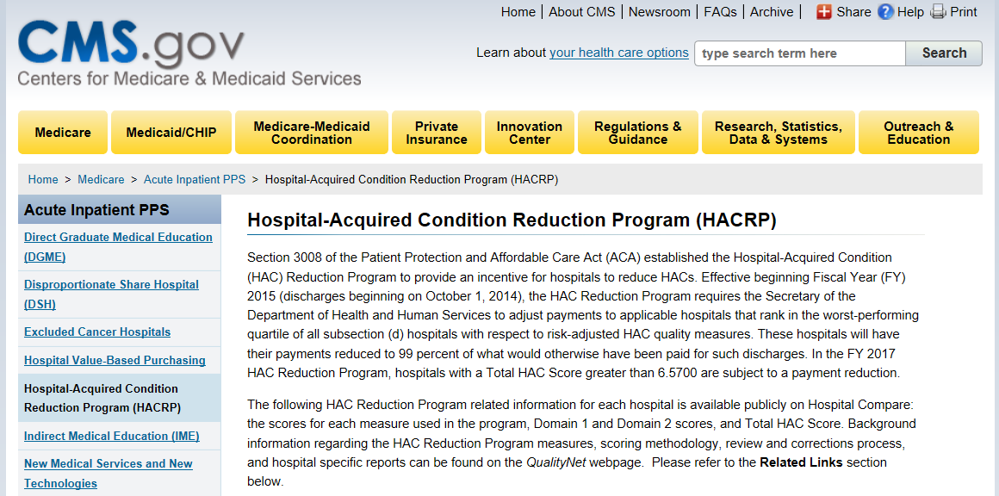 Home | About CMS | Newsroom | FAQs | Archive | Share Help Print
CMS.gov
Centers for Medicare & Medicaid Services
Learn about your health care options
type search term here
Search
Medicare
Medicaid/CHIP
Medicare-Medicaid
Coordination
Private
Insurance
Innovation
Center
Regulations &
Guidance
Research, Statistics,
Data & Systems
Outreach &
Education
Home > Medicare > Acute Inpatient PPS > Hospital-Acquired Condition Reduction Program (HACRP)
Acute Inpatient PPS
Direct Graduate Medical Education
(DGME)
Disproportionate Share Hospital
(DSH)
Excluded Cancer Hospitals
Hospital Value-Based Purchasing
Hospital-Acquired Condition
Reduction Program (HACRP)
Indirect Medical Education (IME)
New Medical Services and New
Technologies
Hospital-Acquired Condition Reduction Program (HACRP)
Section 3008 of the Patient Protection and Affordable Care Act (ACA) established the Hospital-Acquired Condition
(HAC) Reduction Program to provide an incentive for hospitals to reduce HACs. Effective beginning Fiscal Year (FY)
2015 (discharges beginning on October 1, 2014), the HAC Reduction Program requires the Secretary of the
Department of Health and Human Services to adjust payments to applicable hospitals that rank in the worst-performing
quartile of all subsection (d) hospitals with respect to risk-adjusted HAC quality measures. These hospitals will have
their payments reduced to 99 percent of what would otherwise have been paid for such discharges. In the FY 2017
HAC Reduction Program, hospitals with a Total HAC Score greater than 6.5700 are subject to a payment reduction.
The following HAC Reduction Program related information for each hospital is available publicly on Hospital Compare:
the scores for each measure used in the program, Domain 1 and Domain 2 scores, and Total HAC Score. Background
information regarding the HAC Reduction Program measures, scoring methodology, review and corrections process,
and hospital specific reports can be found on the QualityNet webpage. Please refer to the Related Links section
below.